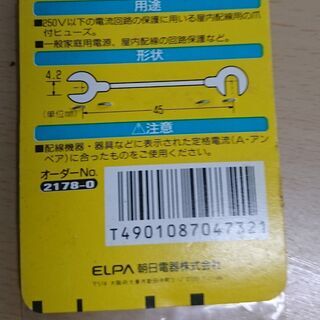 用途
■250V以下の電流回路の保護に用いる屋内配線用の爪
付ヒューズ。
■一般家庭用電源、屋内配線の回路保護など。
形状
4.2
(単位㎜)
45
⚠注意
■配線機器・器具などに表示された定格電流(A・アン
ペア)に合ったものをご使用ください。
オーダーNo.
2178-0
T4901087047321
ELPA 朝日電器株式会社